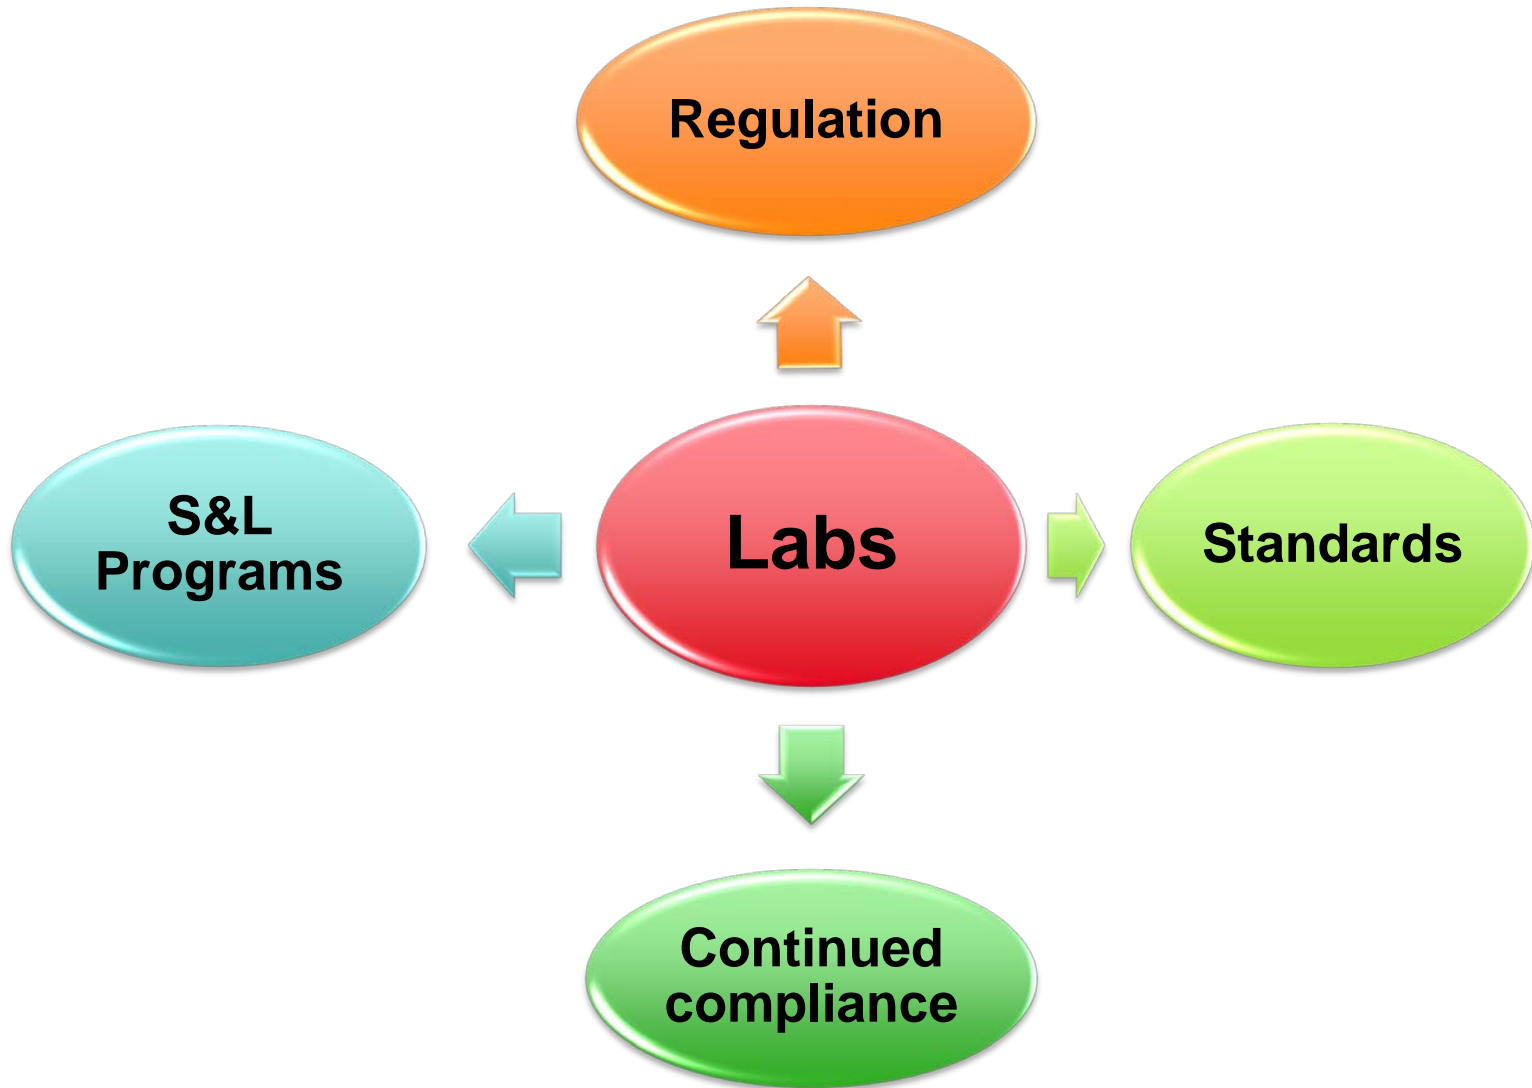 Regulation
S&L
Programs
Labs
Standards
Continued
compliance